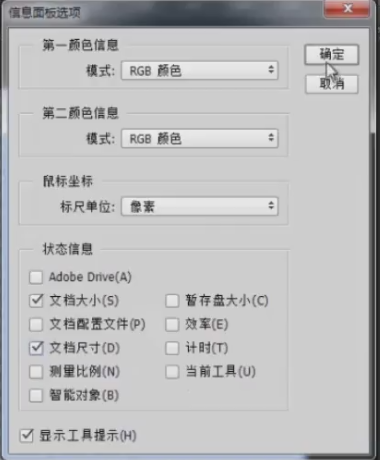 信息面板选项
第一颜色信息
模式: RGB 颜色
确定
取消
第二颜色信息
模式: RGB 颜色
鼠标坐标
标尺单位: 像素
状态信息
Adobe Drive(A)
文档大小(S) 暂存盘大小(C)
文档配置文件(P) 效率(E)
文档尺寸(D) 计时(T)
测量比例(N) 当前工具(U)
智能对象(B)
显示工具提示(H)